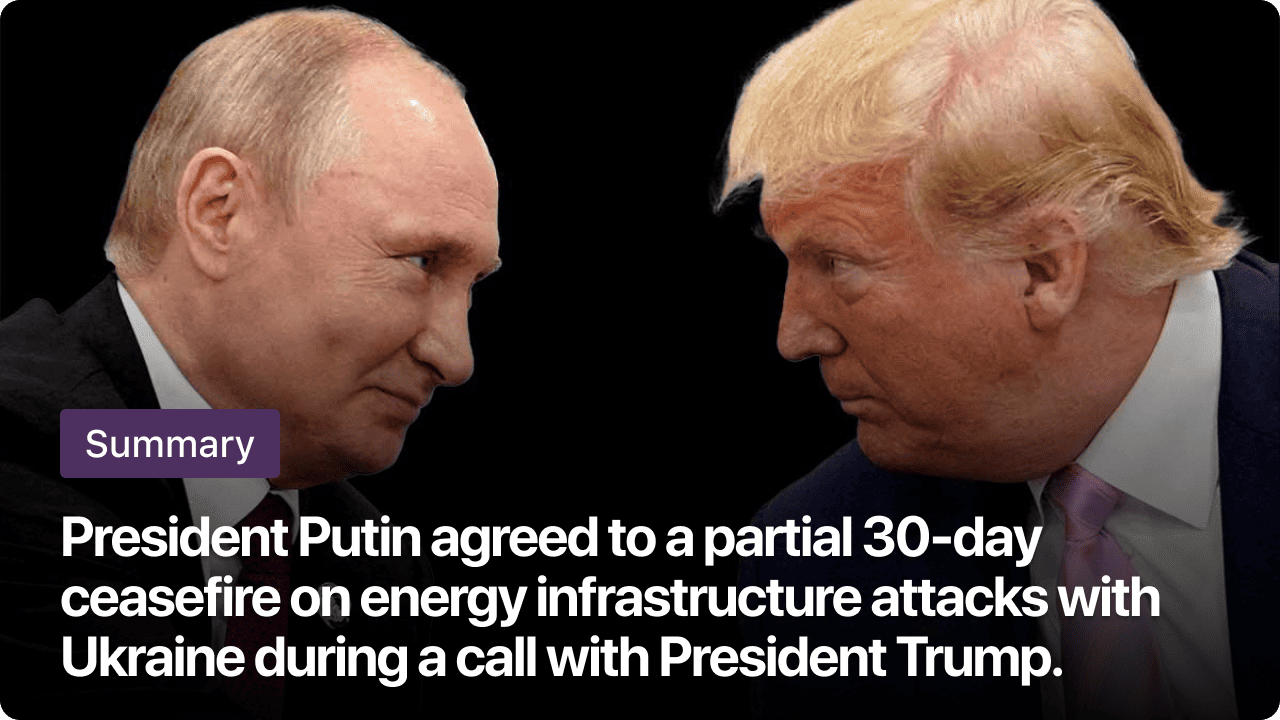 Summary
President Putin agreed to a partial 30-day
ceasefire on energy infrastructure attacks with
Ukraine during a call with President Trump.